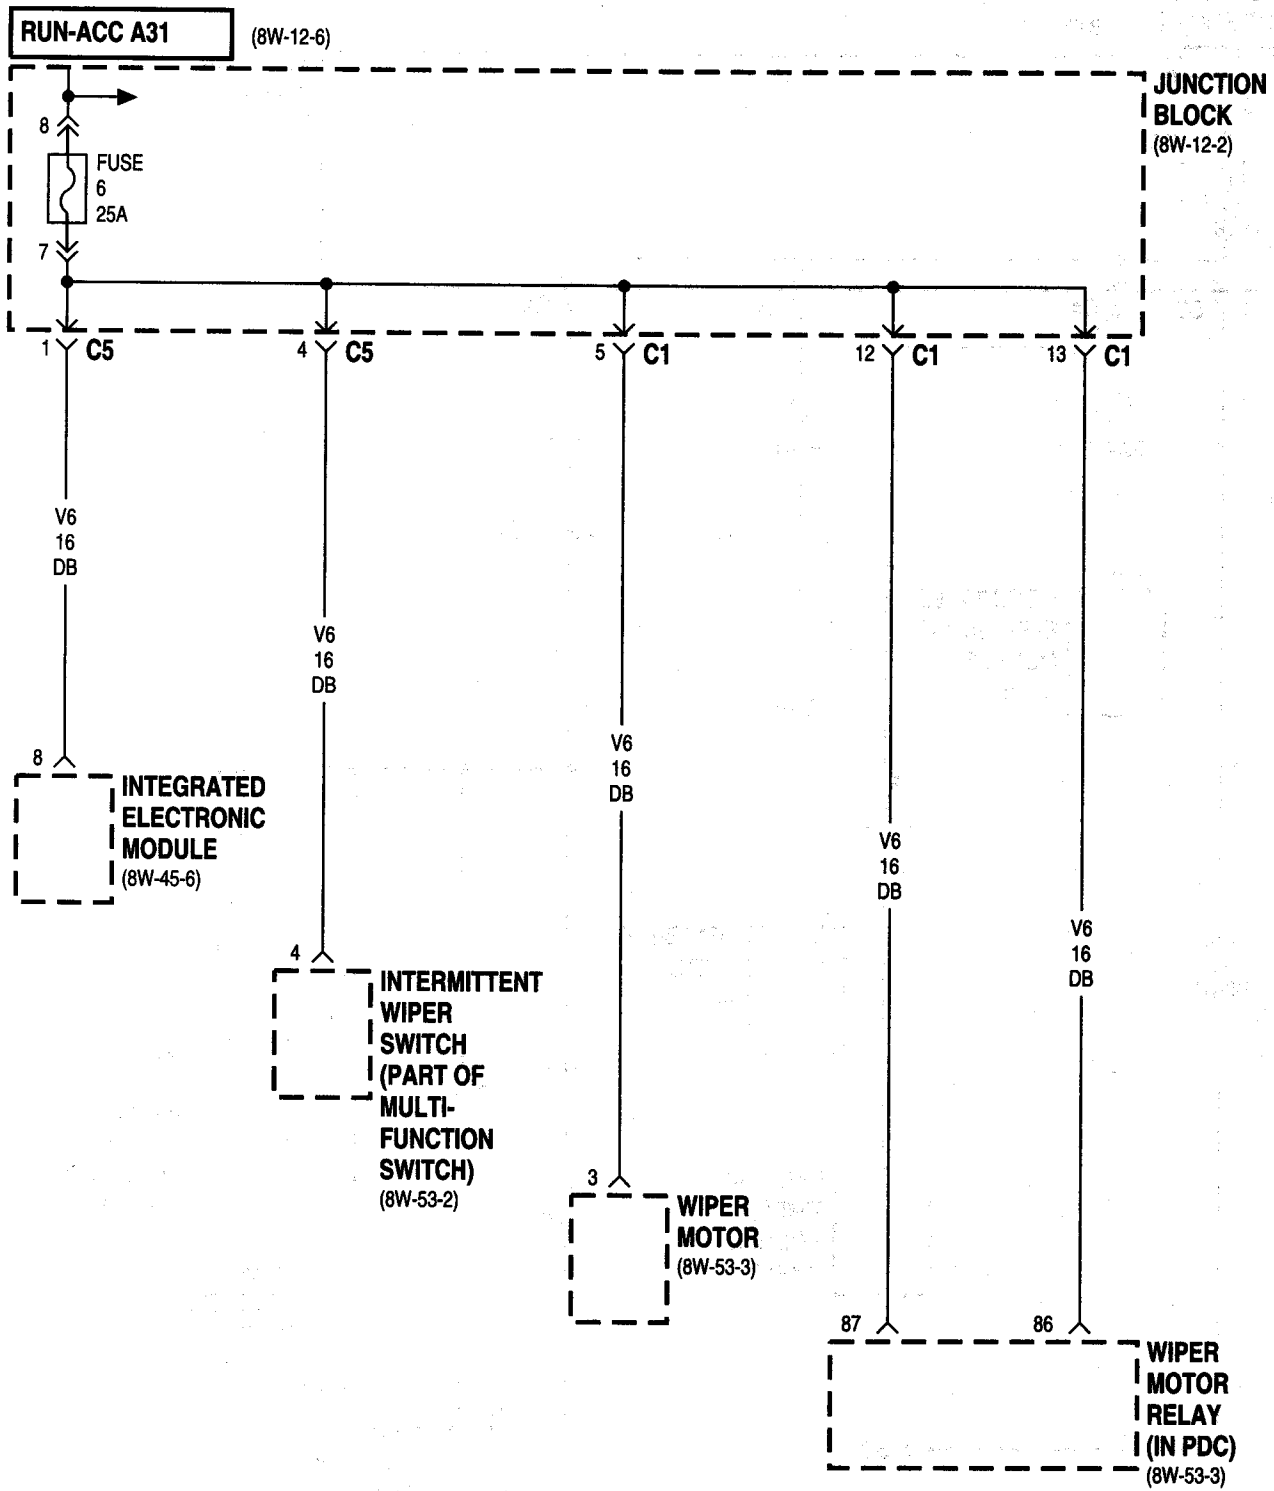 RUN-ACC A31
(8W-12-6)
JUNCTION
BLOCK
(8W-12-2)
8
FUSE
6
25A
7
1 C5
4 C5
5 C1
12 C1
13 C1
V6
16
DB
V6
16
DB
V6
16
DB
V6
16
DB
V6
16
DB
8
INTEGRATED
ELECTRONIC
MODULE
(8W-45-6)
4
INTERMITTENT
WIPER
SWITCH
(PART OF
MULTI-
FUNCTION
SWITCH)
(8W-53-2)
3
WIPER
MOTOR
(8W-53-3)
87
86
WIPER
MOTOR
RELAY
(IN PDC)
(8W-53-3)